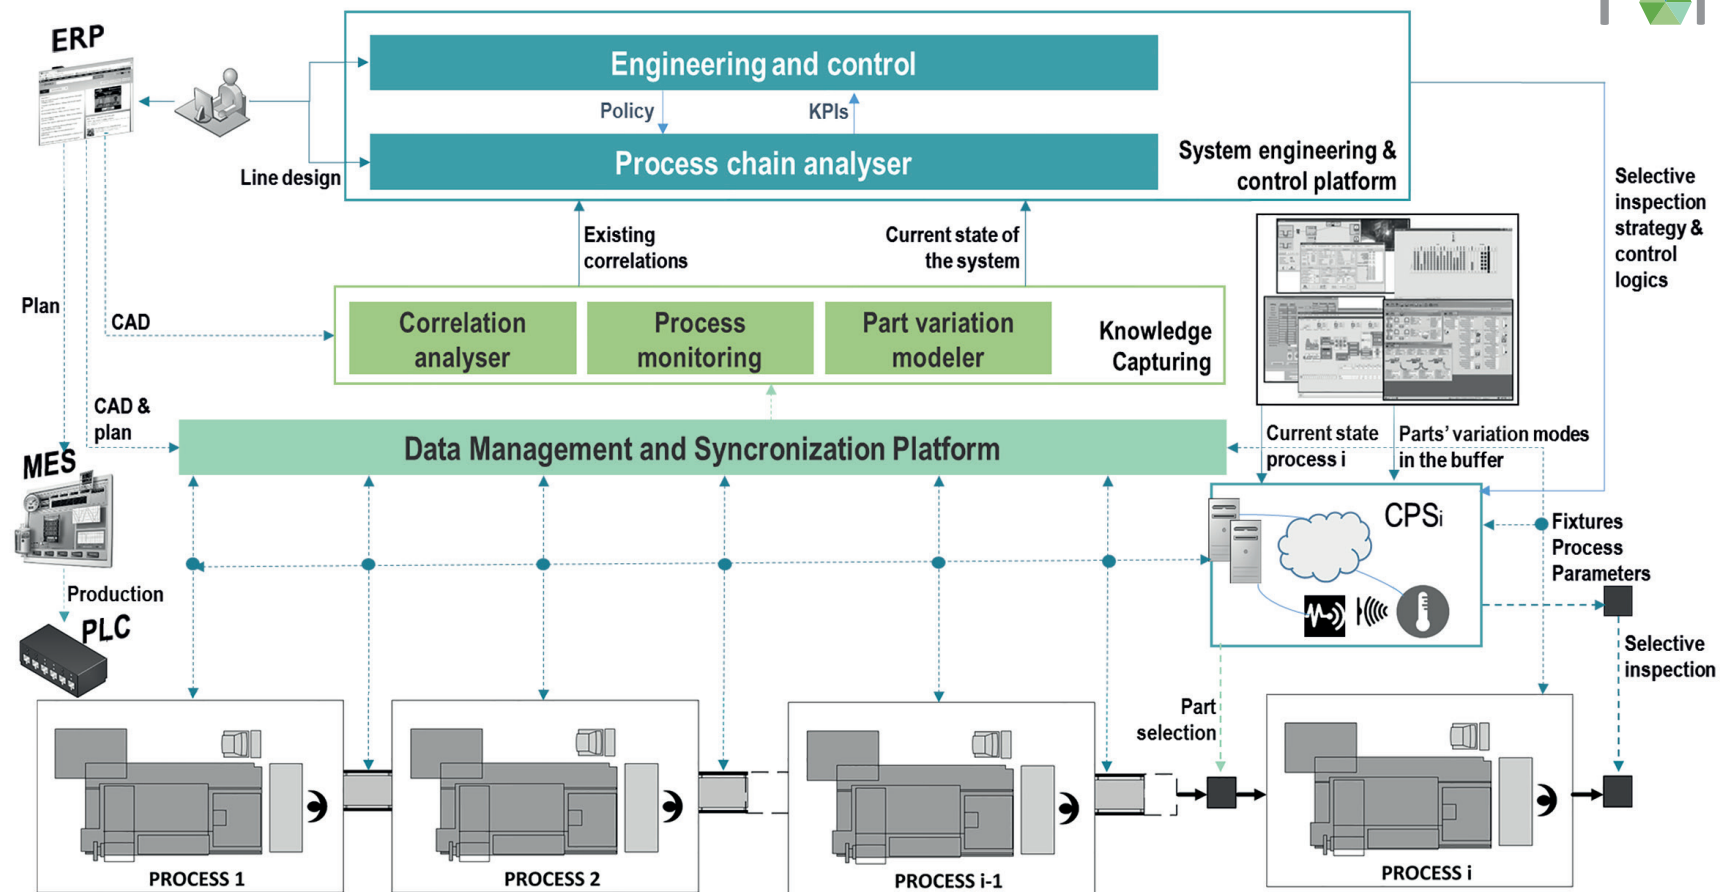 ERP
Engineering and control
Policy
KPIs
Process chain analyser
System engineering &
control platform
Line design
Selective
inspection
strategy &
control
logics
Existing
correlations
Current state of
the system
Plan
CAD
Correlation
analyser
Process
monitoring
Part variation
modeler
Knowledge
Capturing
CAD &
plan
Data Management and Syncronization Platform
Current state
process i
Parts’ variation modes
in the buffer
MES
CPSi
Fixtures
Process
Parameters
Production
PLC
Selective
inspection
Part
selection
PROCESS 1
PROCESS 2
PROCESS i-1
PROCESS i